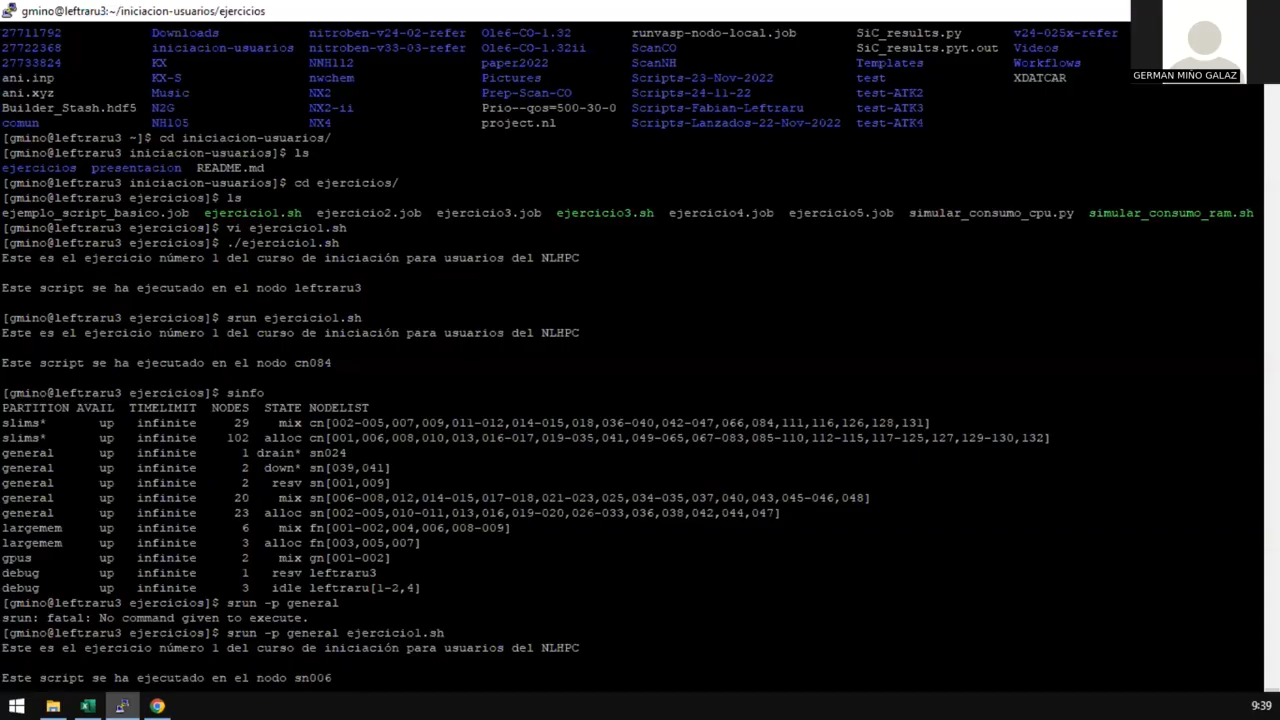 gmino@leftraru3:~/iniciacion-usuarios/ejercicios
27711792 Downloads nitroben-v24-02-refer Ole6-CO-1.32 runvasp-nodo-local.job SiC_results.py v24-025x-refer
27722368 iniciacion-usuarios nitroben-v33-03-refer Ole6-CO-1.32ii ScanCO SiC_results.pyt.out Videos
27733824 KX NNH112 paper2022 ScanNH Templates Workflows
ani.inp KX-S nwchem Pictures Scripts-23-Nov-2022 test XDATCAR
ani.xyz Music NX2 Prep-Scan-CO Scripts-24-11-22 test-ATK2
Builder_Stash.hdf5 N2G NX2-ii Prio--qos=500-30-0 Scripts-Fabian-Leftraru test-ATK3
comun NH105 NX4 project.nl Scripts-Lanzados-22-Nov-2022 test-ATK4
GERMAN MIÑO GALAZ
[gmino@leftraru3 ~]$ cd iniciacion-usuarios/
[gmino@leftraru3 iniciacion-usuarios]$ ls
ejercicios presentacion README.md
[gmino@leftraru3 iniciacion-usuarios]$ cd ejercicios/
[gmino@leftraru3 ejercicios]$ ls
ejemplo_script_basico.job ejercicio1.sh ejercicio2.job ejercicio3.job ejercicio3.sh ejercicio4.job ejercicio5.job simular_consumo_cpu.py simular_consumo_ram.sh
[gmino@leftraru3 ejercicios]$ vi ejercicio1.sh
[gmino@leftraru3 ejercicios]$ ./ejercicio1.sh
Este es el ejercicio número 1 del curso de iniciación para usuarios del NLHPC
Este script se ha ejecutado en el nodo leftraru3
[gmino@leftraru3 ejercicios]$ srun ejercicio1.sh
Este es el ejercicio número 1 del curso de iniciación para usuarios del NLHPC
Este script se ha ejecutado en el nodo cn084
[gmino@leftraru3 ejercicios]$ sinfo
PARTITION AVAIL TIMELIMIT NODES STATE NODELIST
slims* up infinite 29 mix cn[002-005,007,009,011-012,014-015,018,036-040,042-047,066,084,111,116,126,128,131]
slims* up infinite 102 alloc cn[001,006,008,010,013,016-017,019-035,041,049-065,067-083,085-110,112-115,117-125,127,129-130,132]
general up infinite 1 drain* sn024
general up infinite 2 down* sn[039,041]
general up infinite 2 resv sn[001,009]
general up infinite 20 mix sn[006-008,012,014-015,017-018,021-023,025,034-035,037,040,043,045-046,048]
general up infinite 23 alloc sn[002-005,010-011,013,016,019-020,026-033,036,038,042,044,047]
largemem up infinite 6 mix fn[001-002,004,006,008-009]
largemem up infinite 3 alloc fn[003,005,007]
gpus up infinite 2 mix gn[001-002]
debug up infinite 1 resv leftraru3
debug up infinite 3 idle leftraru[1-2,4]
[gmino@leftraru3 ejercicios]$ srun -p general
srun: fatal: No command given to execute.
[gmino@leftraru3 ejercicios]$ srun -p general ejercicio1.sh
Este es el ejercicio número 1 del curso de iniciación para usuarios del NLHPC
Este script se ha ejecutado en el nodo sn006
9:39